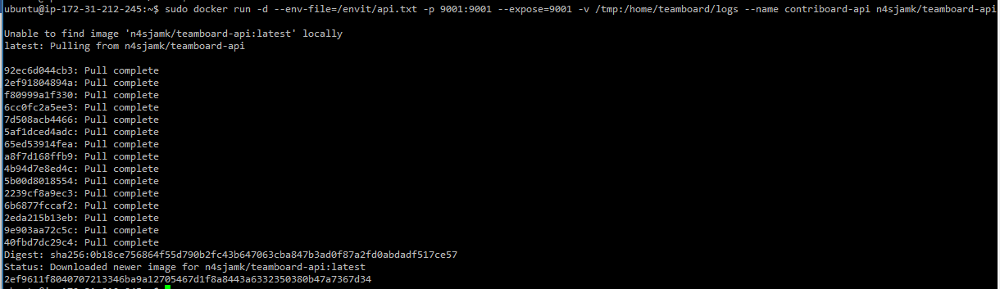 ubuntu@ip-172-31-212-245:~$ sudo docker run -d --env-file=/envit/api.txt -p 9001:9001 --expose=9001 -v /tmp:/home/teamboard/logs --name contriboard-api n4sjamk/teamboard-api
Unable to find image 'n4sjamk/teamboard-api:latest' locally
latest: Pulling from n4sjamk/teamboard-api
92ec6d044cb3: Pull complete
2ef91804894a: Pull complete
f80999a1f330: Pull complete
6cc0fc2a5ee3: Pull complete
7d508acb4466: Pull complete
5af1dced4adc: Pull complete
65ed53914fea: Pull complete
a8f7d168ffb9: Pull complete
4b94d7e8ed4c: Pull complete
5b00d8018554: Pull complete
2239cf8a9ec3: Pull complete
6b6877fccaf2: Pull complete
2eda215b13eb: Pull complete
9e903aa72c5c: Pull complete
40fbd7dc29c4: Pull complete
Digest: sha256:0b18ce756864f55d790b2fc43b647063cba847b3ad0f87a2fd0abdadf517ce57
Status: Downloaded newer image for n4sjamk/teamboard-api:latest
2ef9611f8040707213346ba9a12705467d1f8a8443a6332350380b47a7367d34